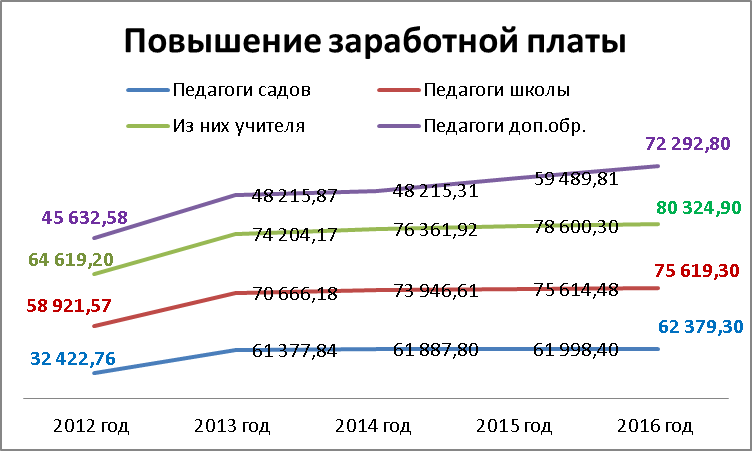 Повышение заработной платы
Педагоги садов Педагоги школы
Из них учителя Педагоги доп.обр.
72 292,80
45 632,58 48 215,87 48 215,31 59 489,81
80 324,90
64 619,20 74 204,17 76 361,92 78 600,30
75 619,30
58 921,57 70 666,18 73 946,61 75 614,48
62 379,30
32 422,76 61 377,84 61 887,80 61 998,40
2012 год 2013 год 2014 год 2015 год 2016 год